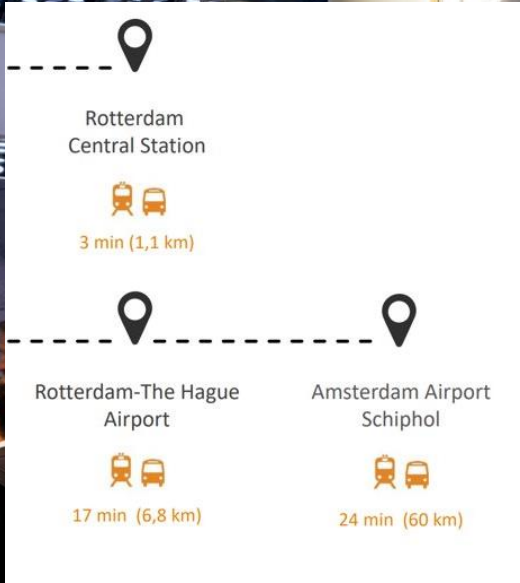 Rotterdam
Central Station
3 min (1,1 km)
Rotterdam-The Hague
Airport
17 min (6,8 km)
Amsterdam Airport
Schiphol
24 min (60 km)